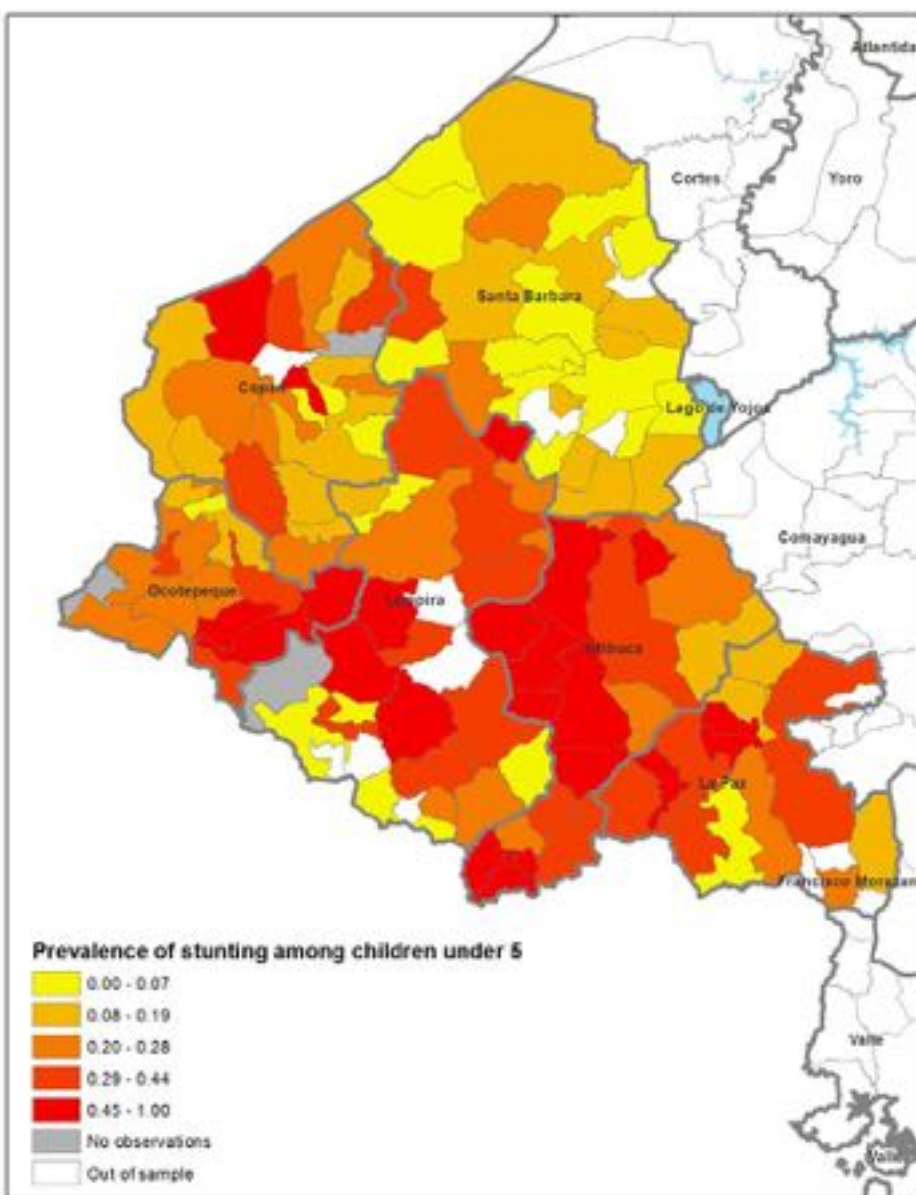 Atlantida
Cortes
Yoro
Santa Barbara
Copan
Lago de Yojoa
Comayagua
Ocotepeque
Lempira
Intibuca
La Paz
Francisco Morazan
Prevalence of stunting among children under 5
0.00 - 0.07
0.08 - 0.19
0.20 - 0.28
0.29 - 0.44
0.45 - 1.00
No observations
Out of sample
Valle
Valle